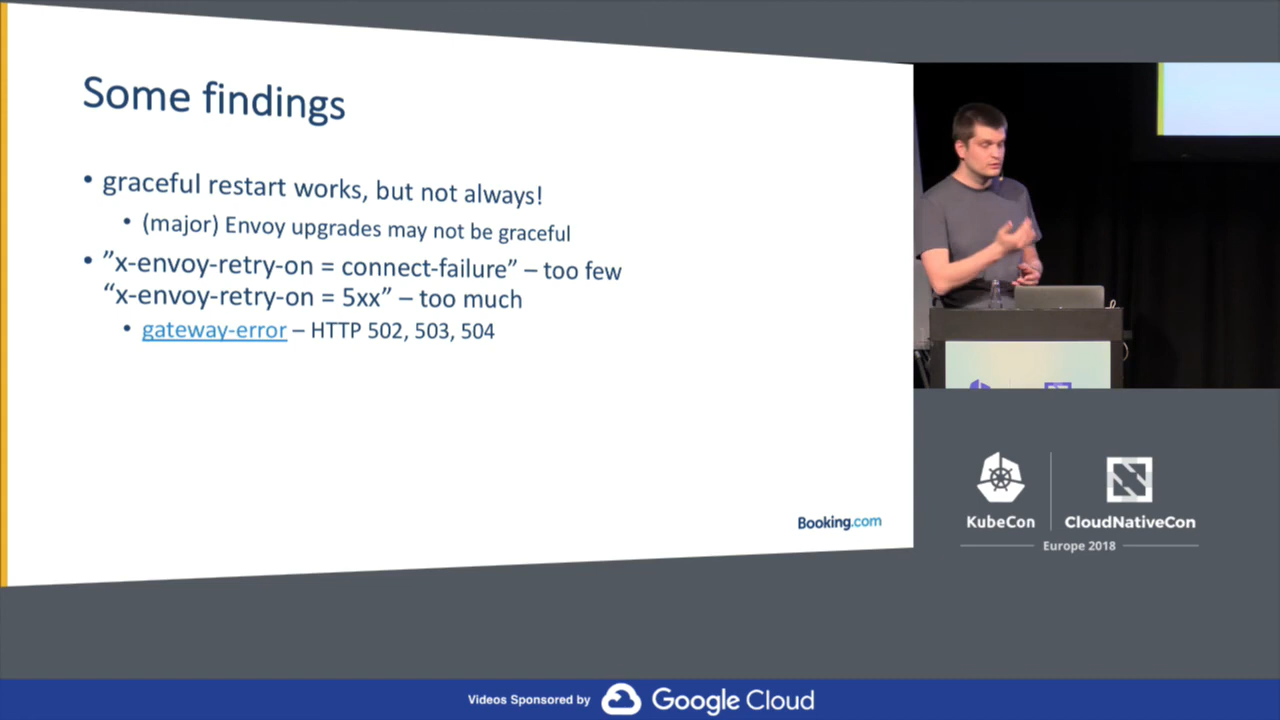 Some findings
• graceful restart works, but not always!
• (major) Envoy upgrades may not be graceful
• ”x-envoy-retry-on = connect-failure” – too few
“x-envoy-retry-on = 5xx” – too much
• gateway-error – HTTP 502, 503, 504
Booking.com
KubeCon
CloudNativeCon
Europe 2018
Videos Sponsored by Google Cloud